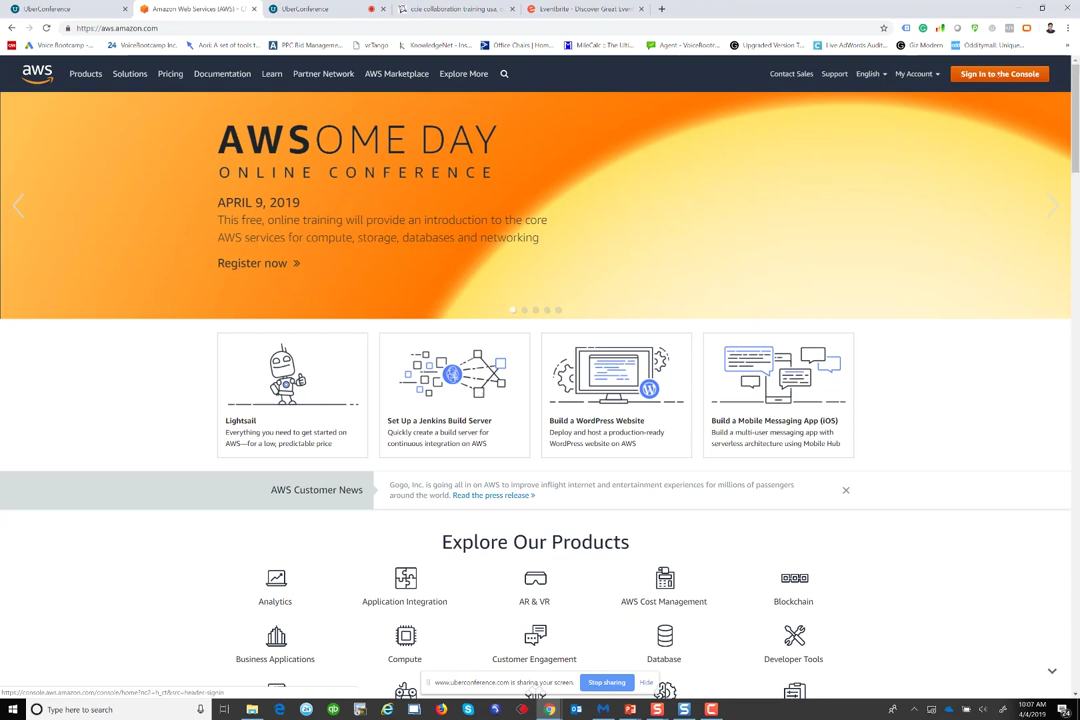 UberConference
Amazon Web Services (AWS) - Cl
UberConference
ccie collaboration training usa,
Eventbrite - Discover Great Even
https://aws.amazon.com
Voice Bootcamp -
VoiceBootcamp Inc.
Aori: A set of tools t
PPC Bid Managemen...
vrTango
KnowledgeNet - Ins...
Office Chairs | Hom...
MileCalc :: The Ulti...
Agent - VoiceBootc...
Upgraded Version T...
Live AdWords Audit...
Giz Modern
Odditymall: Unique...
aws
Products
Solutions
Pricing
Documentation
Learn
Partner Network
AWS Marketplace
Explore More
Contact Sales
Support
English
My Account
Sign In to the Console
AWSOME DAY
ONLINE CONFERENCE
APRIL 9, 2019
This free, online training will provide an introduction to the core
AWS services for compute, storage, databases and networking
Register now »
Lightsail
Everything you need to get started on
AWS—for a low, predictable price
Set Up a Jenkins Build Server
Quickly create a build server for
continuous integration on AWS
Build a WordPress Website
Deploy and host a production-ready
WordPress website on AWS
Build a Mobile Messaging App (iOS)
Build a multi-user messaging app with
serverless architecture using Mobile Hub
AWS Customer News
Gogo, Inc. is going all in on AWS to improve inflight internet and entertainment experiences for millions of passengers
around the world. Read the press release »
Explore Our Products
Analytics
Application Integration
AR & VR
AWS Cost Management
Blockchain
Business Applications
Compute
Customer Engagement
Database
Developer Tools
www.uberconference.com is sharing your screen.
Stop sharing
Hide
https://console.aws.amazon.com/console/home?nc2=h_ct&src=header-signin
Type here to search
10:07 AM
4/4/2019
24